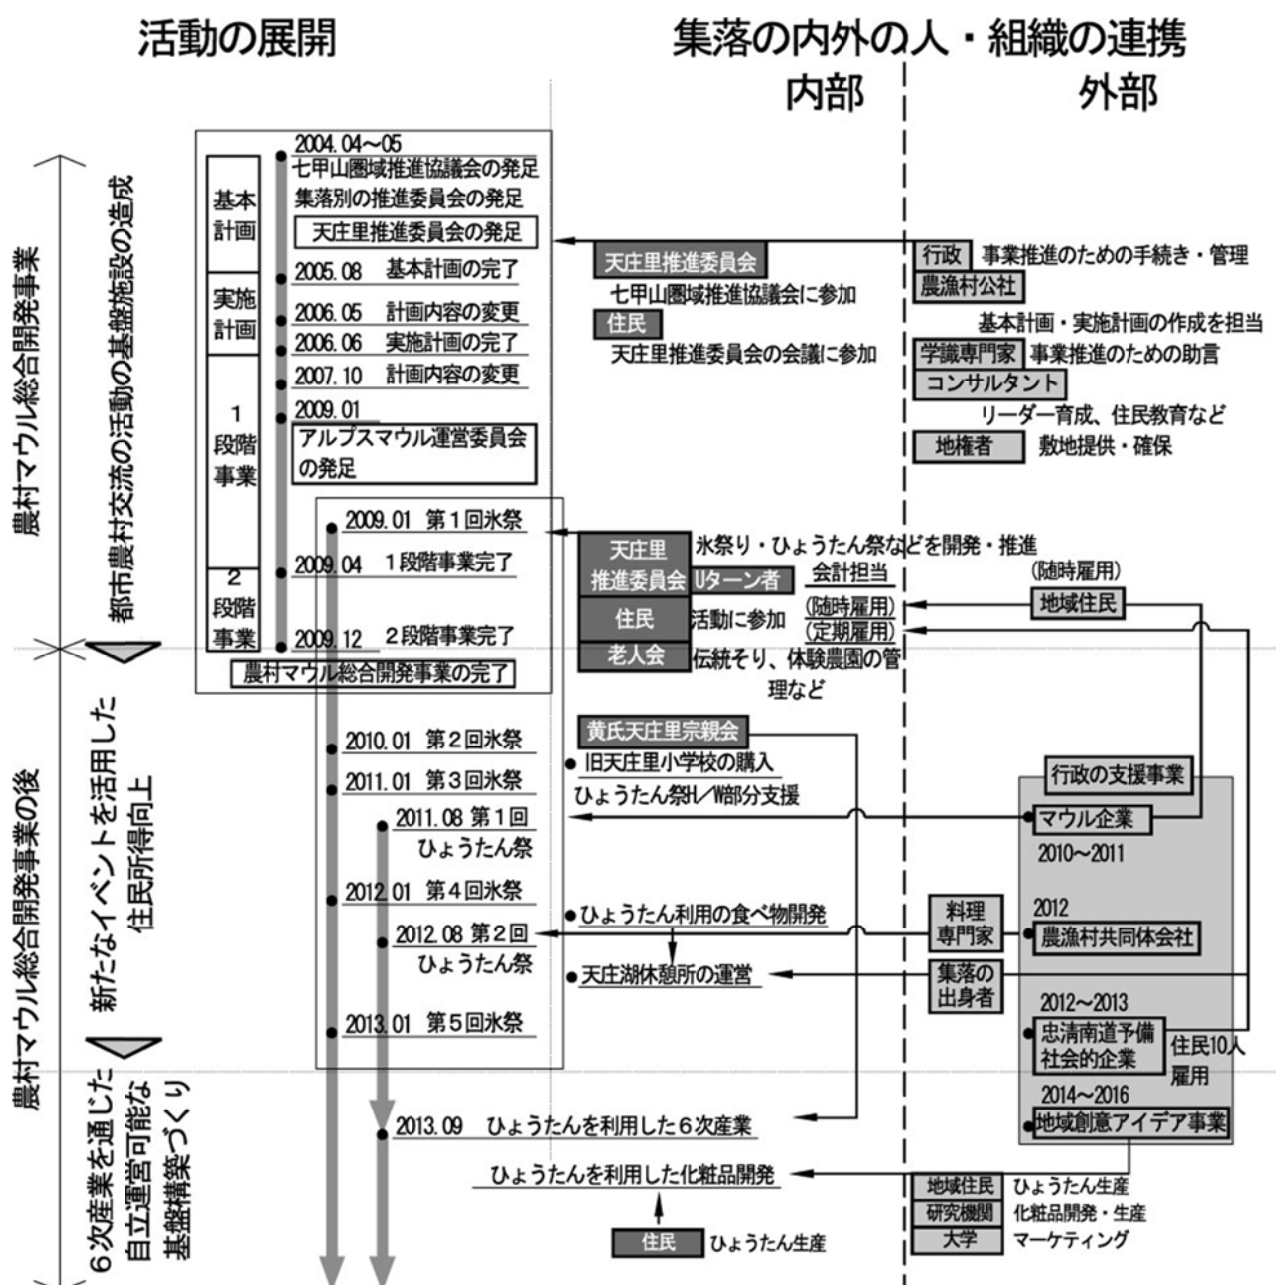 活動の展開
集落の内外の人・組織の連携
内部
外部
農村マウル総合開発事業
都市農村交流の活動の基盤施設の造成
基本
計画
実施
計画
1
段階
事業
2
段階
事業
2004.04～05
七甲山圏域推進協議会の発足
集落別の推進委員会の発足
天庄里推進委員会の発足
2005.08 基本計画の完了
2006.05 計画内容の変更
2006.06 実施計画の完了
2007.10 計画内容の変更
2009.01
アルプスマウル運営委員会
の発足
2009.01 第1回氷祭
2009.04 1段階事業完了
2009.12 2段階事業完了
農村マウル総合開発事業の完了
天庄里推進委員会
七甲山圏域推進協議会に参加
住民
天庄里推進委員会の会議に参加
行政 事業推進のための手続き・管理
農漁村公社
基本計画・実施計画の作成を担当
学識専門家 事業推進のための助言
コンサルタント
リーダー育成、住民教育など
地権者 敷地提供・確保
天庄里
推進委員会
氷祭り・ひょうたん祭などを開発・推進
Uターン者 会計担当
住民 活動に参加
(随時雇用)
(定期雇用)
老人会 伝統そり、体験農園の管
理など
(随時雇用)
地域住民
農村マウル総合開発事業の後
新たなイベントを活用した
住民所得向上
2010.01 第2回氷祭
2011.01 第3回氷祭
2011.08 第1回
ひょうたん祭
2012.01 第4回氷祭
2012.08 第2回
ひょうたん祭
2013.01 第5回氷祭
黄氏天庄里宗親会
旧天庄里小学校の購入
ひょうたん祭H/W部分支援
ひょうたん利用の食べ物開発
天庄湖休憩所の運営
料理
専門家
集落の
出身者
行政の支援事業
マウル企業
2010～2011
2012
農漁村共同体会社
2012～2013
忠清南道予備
社会的企業
住民10人
雇用
2014～2016
地域創意アイデア事業
6次産業を通じた
自立運営可能な
基盤構築づくり
2013.09 ひょうたんを利用した6次産業
ひょうたんを利用した化粧品開発
住民 ひょうたん生産
地域住民 ひょうたん生産
研究機関 化粧品開発・生産
大学 マーケティング